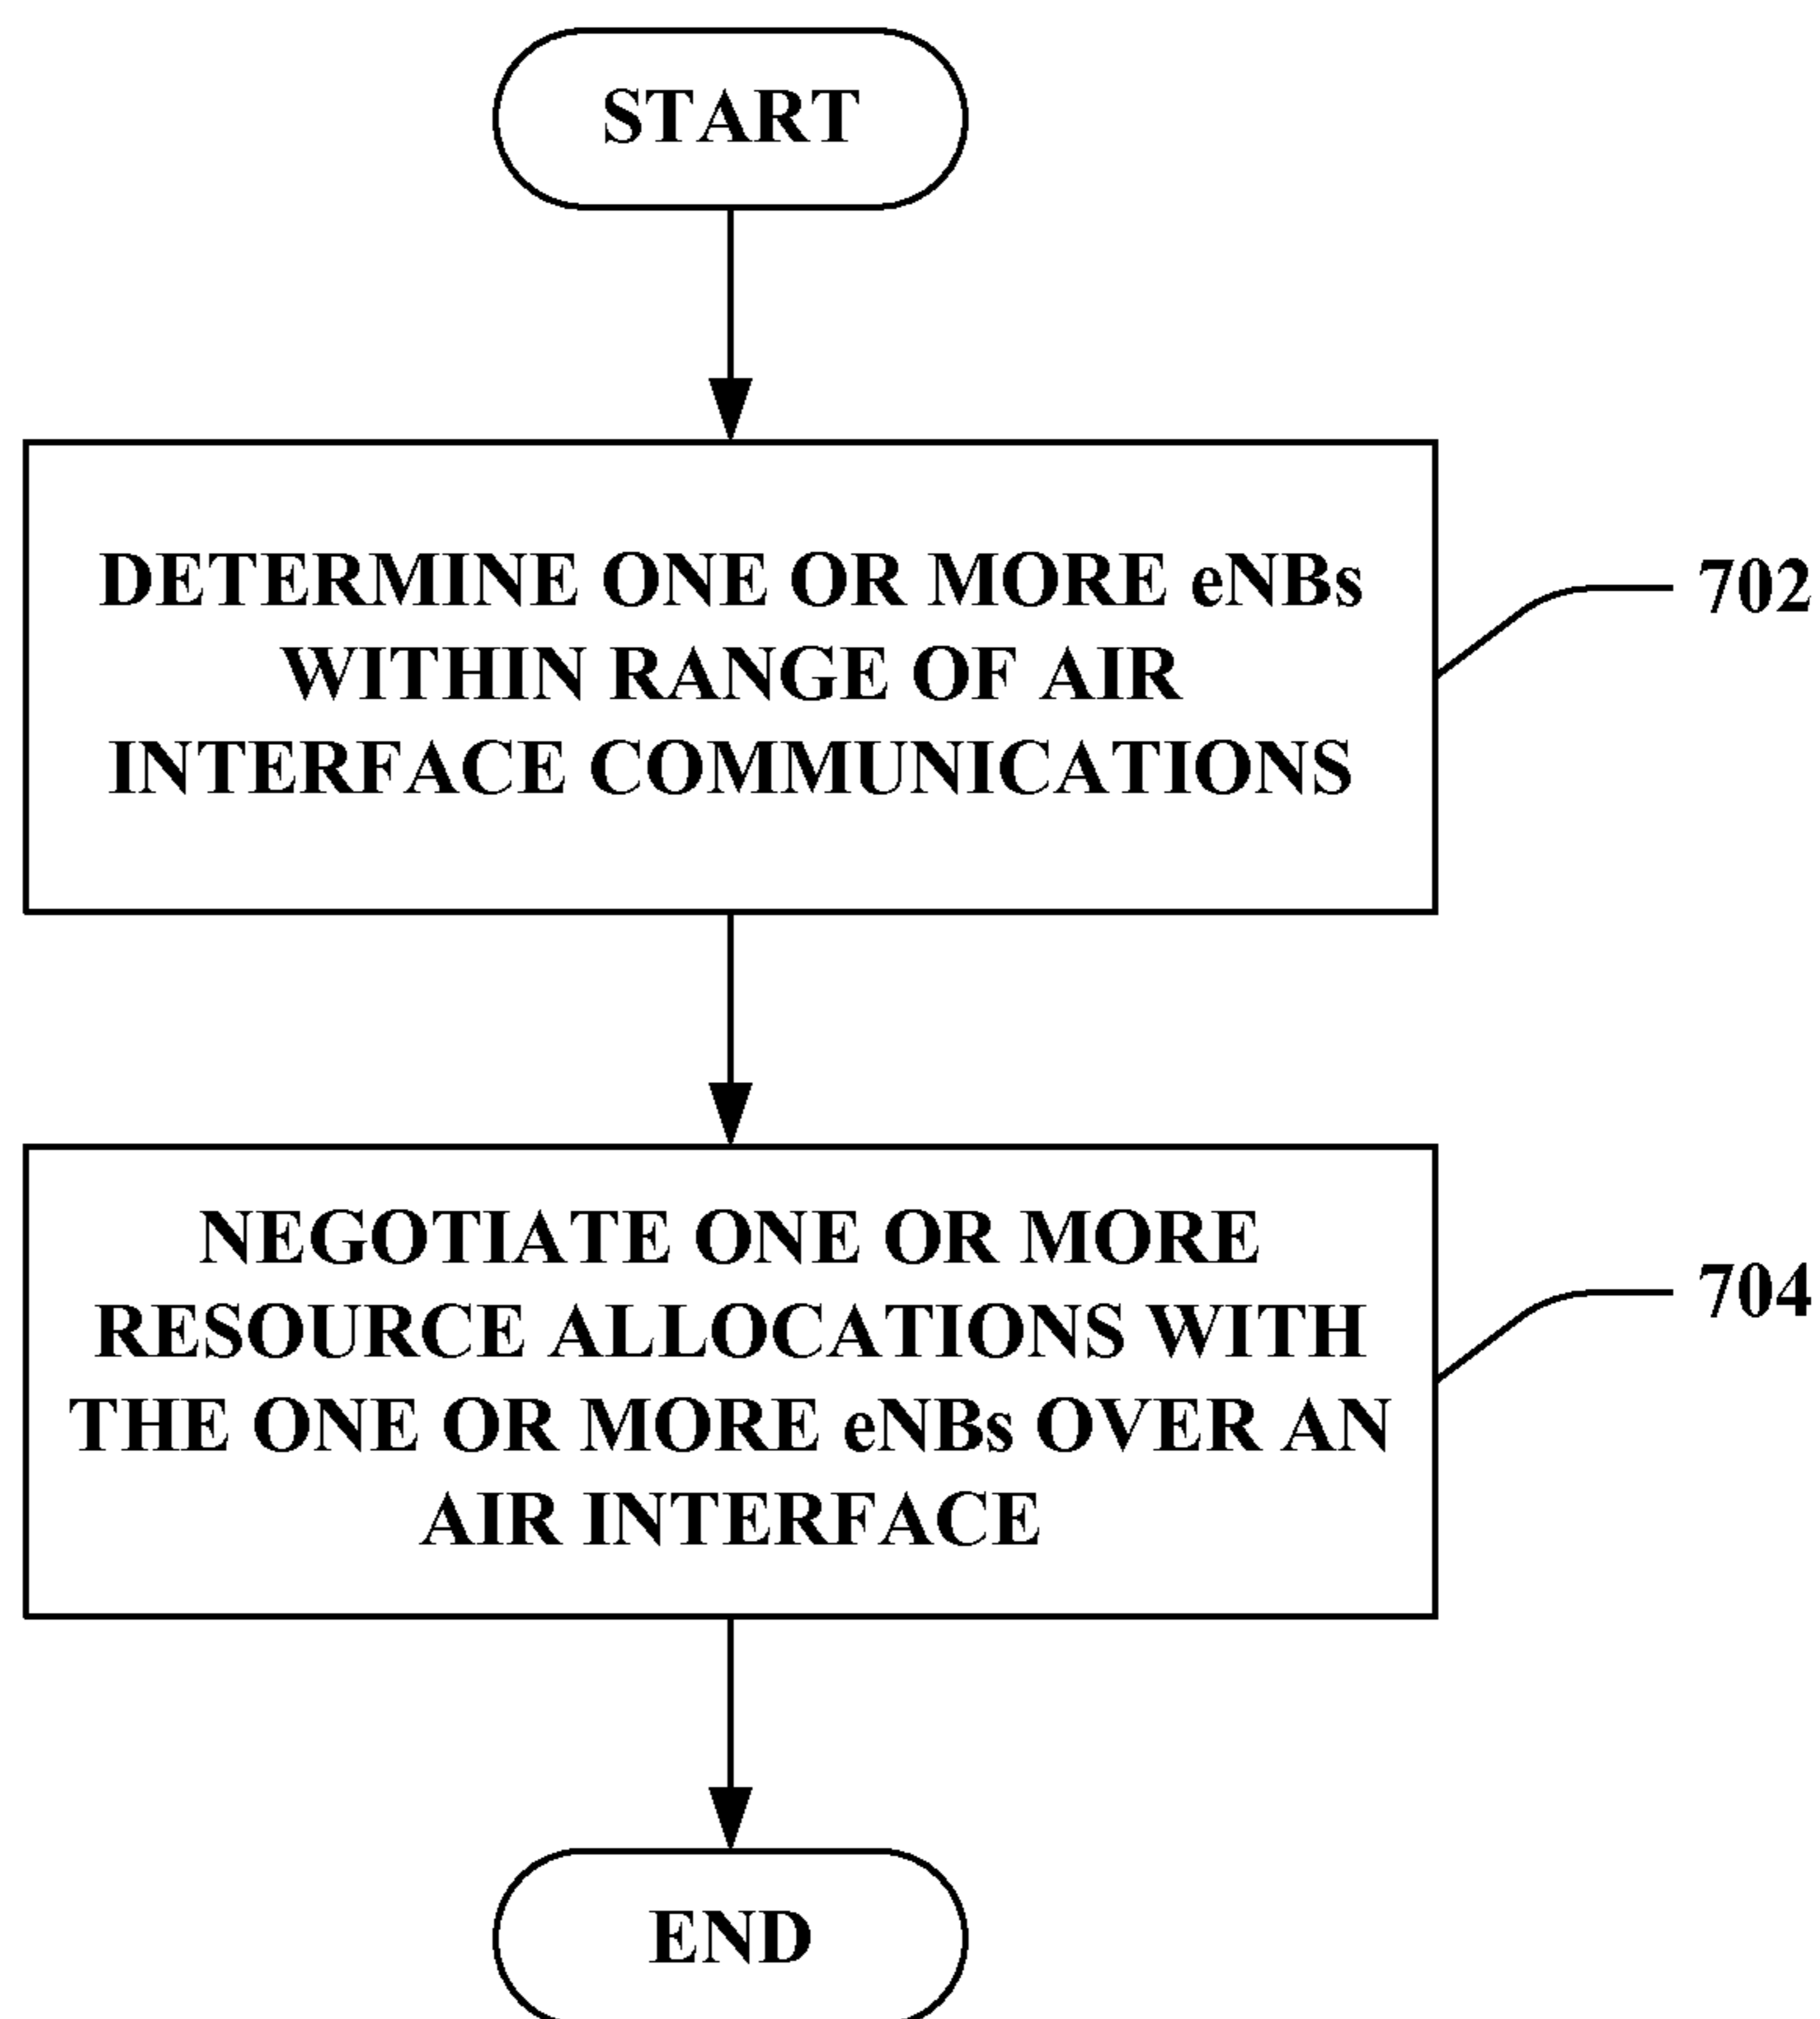 START
DETERMINE ONE OR MORE eNBs
WITHIN RANGE OF AIR
INTERFACE COMMUNICATIONS
702
NEGOTIATE ONE OR MORE
RESOURCE ALLOCATIONS WITH
THE ONE OR MORE eNBs OVER AN
AIR INTERFACE
704
END